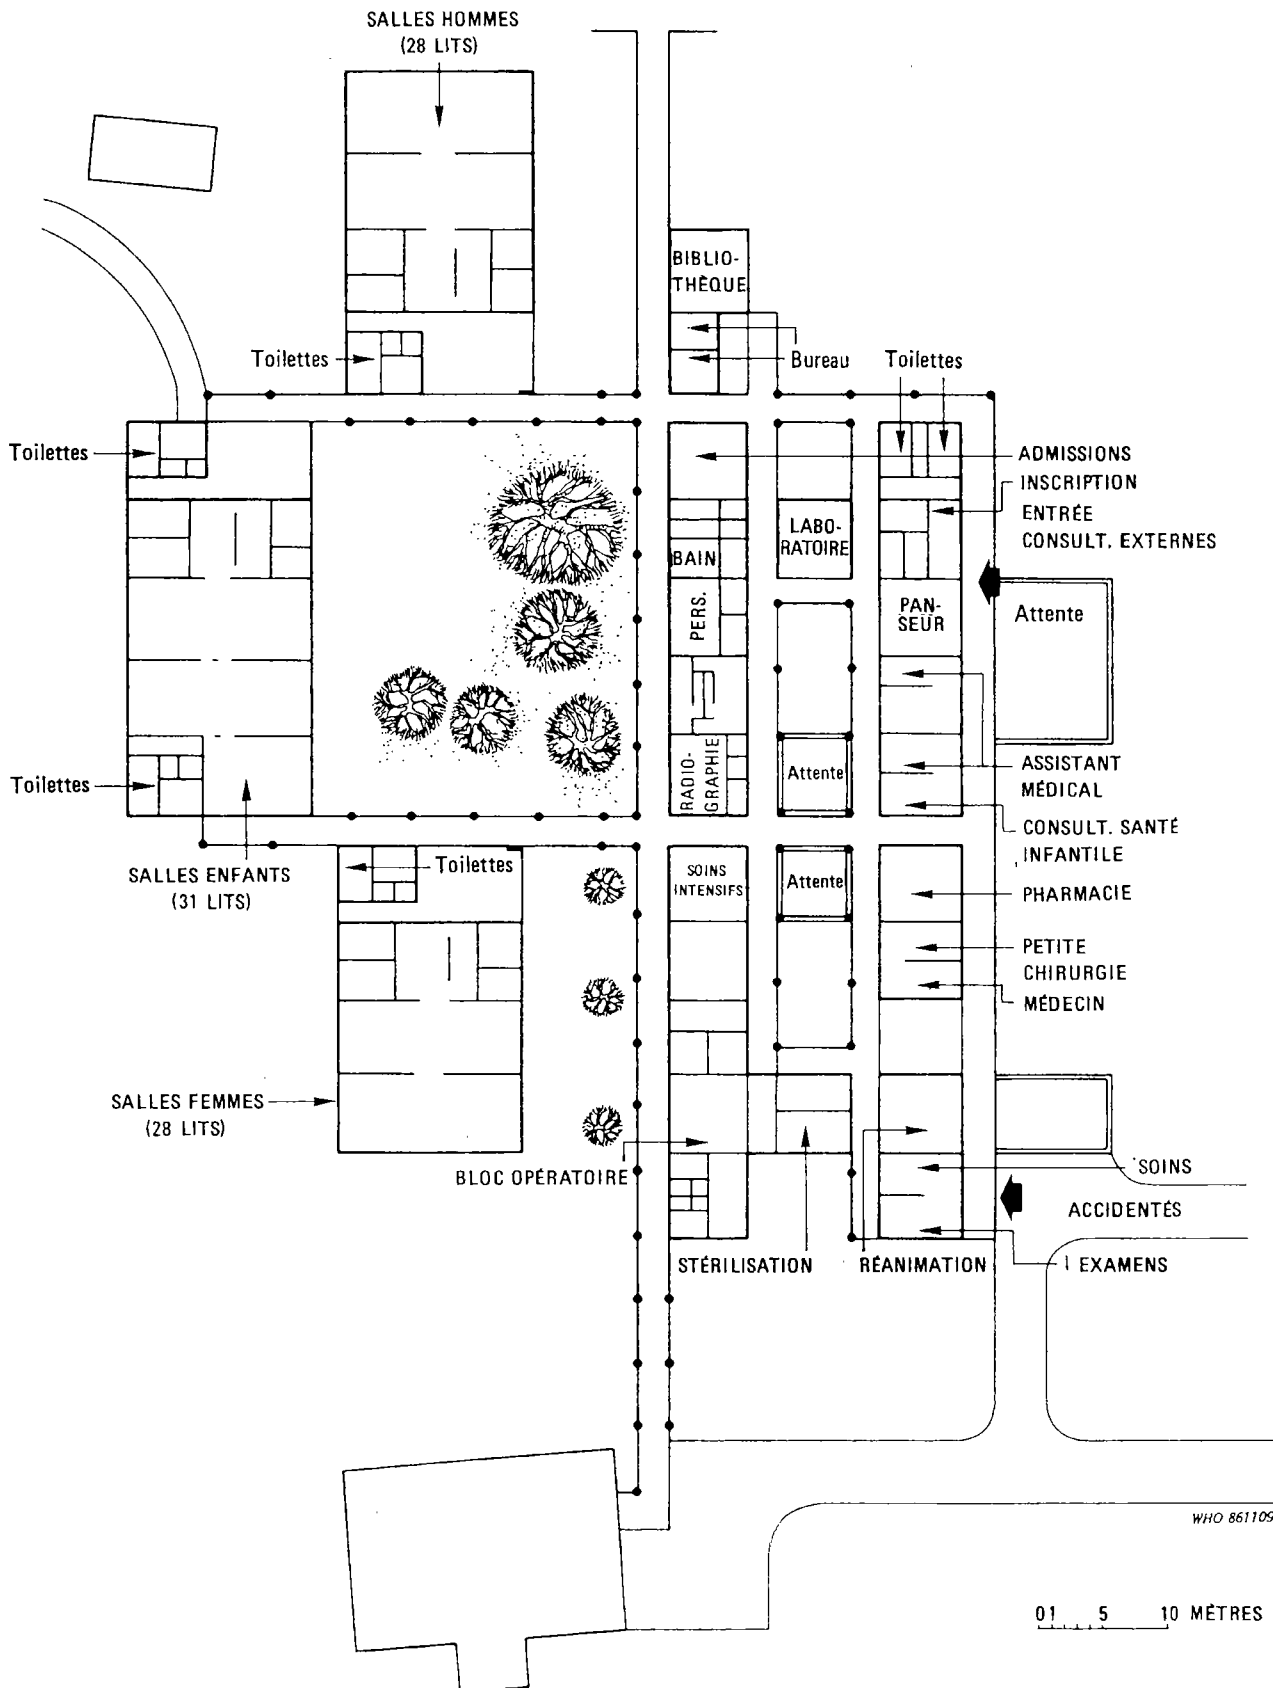 SALLES HOMMES
(28 LITS)
BIBLIO-
THÈQUE
Toilettes
Bureau
Toilettes
Toilettes
ADMISSIONS
INSCRIPTION
ENTRÉE
CONSULT. EXTERNES
LABO-
RATOIRE
BAIN
PERS.
PAN-
SEUR
Attente
RADIO-
GRAPHIE
Attente
Toilettes
ASSISTANT
MÉDICAL
CONSULT. SANTÉ
INFANTILE
SALLES ENFANTS
(31 LITS)
Toilettes
SOINS
INTENSIFS
Attente
PHARMACIE
PETITE
CHIRURGIE
MÉDECIN
SALLES FEMMES
(28 LITS)
BLOC OPÉRATOIRE
SOINS
ACCIDENTÉS
STÉRILISATION
RÉANIMATION
EXAMENS
WHO 861109
01 5 10 MÈTRES